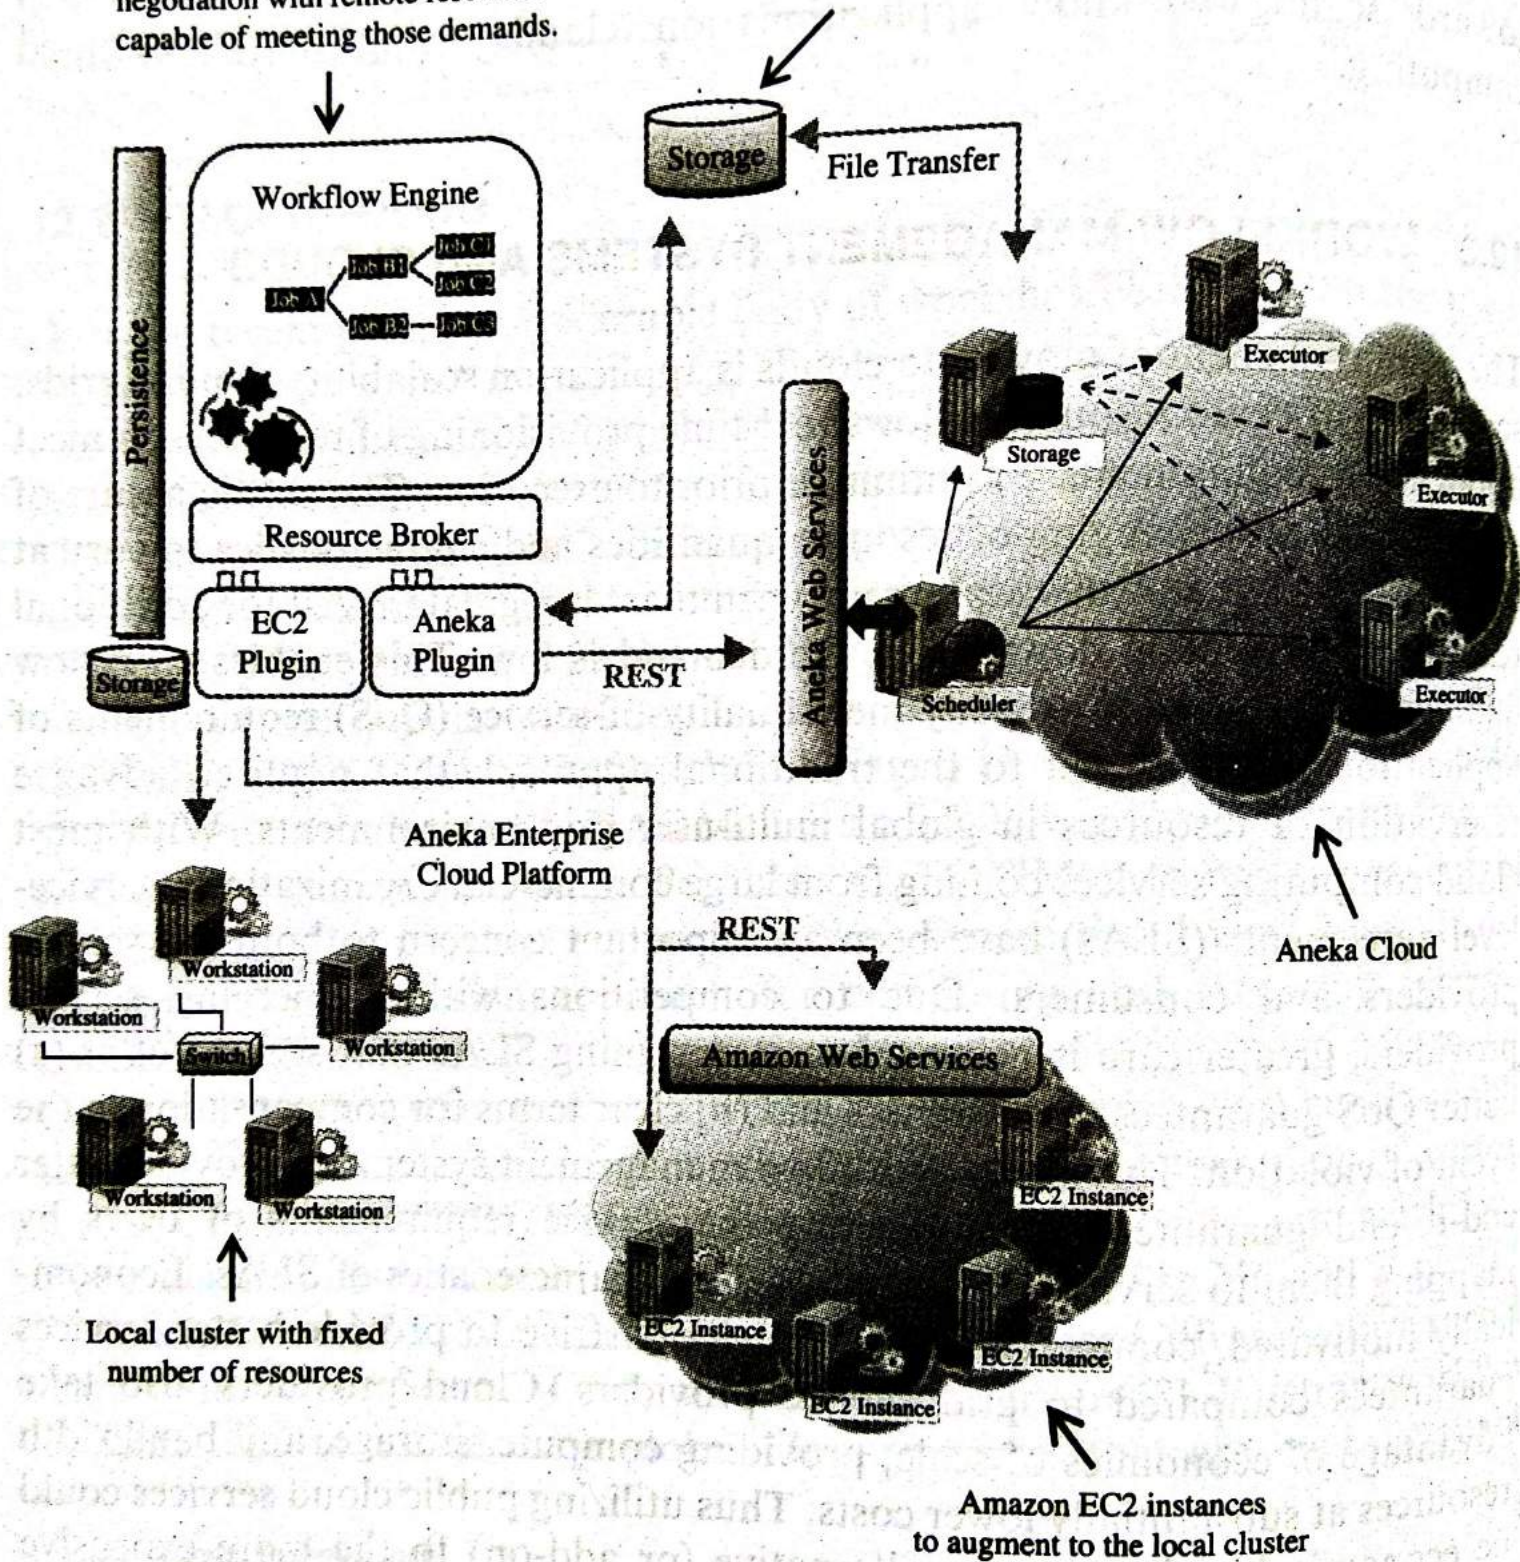 capable of meeting those demands.
Storage
File Transfer
Persistence
Workflow Engine
Job A
Job B1
Job B2
Job C1
Job C2
Job C3
Resource Broker
EC2
Plugin
Aneka
Plugin
Storage
REST
Aneka Web Services
Storage
Scheduler
Executor
Executor
Executor
Aneka Enterprise
Cloud Platform
REST
Aneka Cloud
Workstation
Workstation
Workstation
Switch
Workstation
Workstation
Amazon Web Services
EC2 Instance
EC2 Instance
EC2 Instance
EC2 Instance
Local cluster with fixed
number of resources
Amazon EC2 instances
to augment to the local cluster